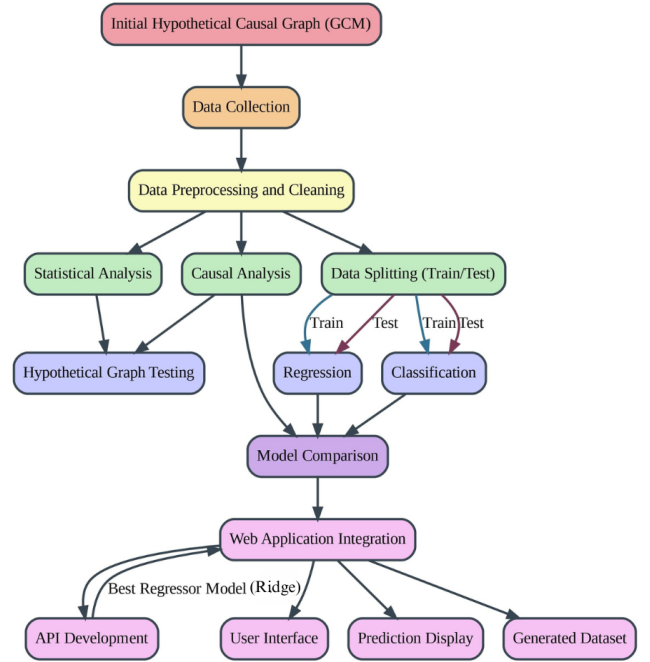 Initial Hypothetical Causal Graph (GCM)
Data Collection
Data Preprocessing and Cleaning
Statistical Analysis
Causal Analysis
Data Splitting (Train/Test)
Train
Test
Train
Test
Hypothetical Graph Testing
Regression
Classification
Model Comparison
Web Application Integration
Best Regressor Model (Ridge)
API Development
User Interface
Prediction Display
Generated Dataset